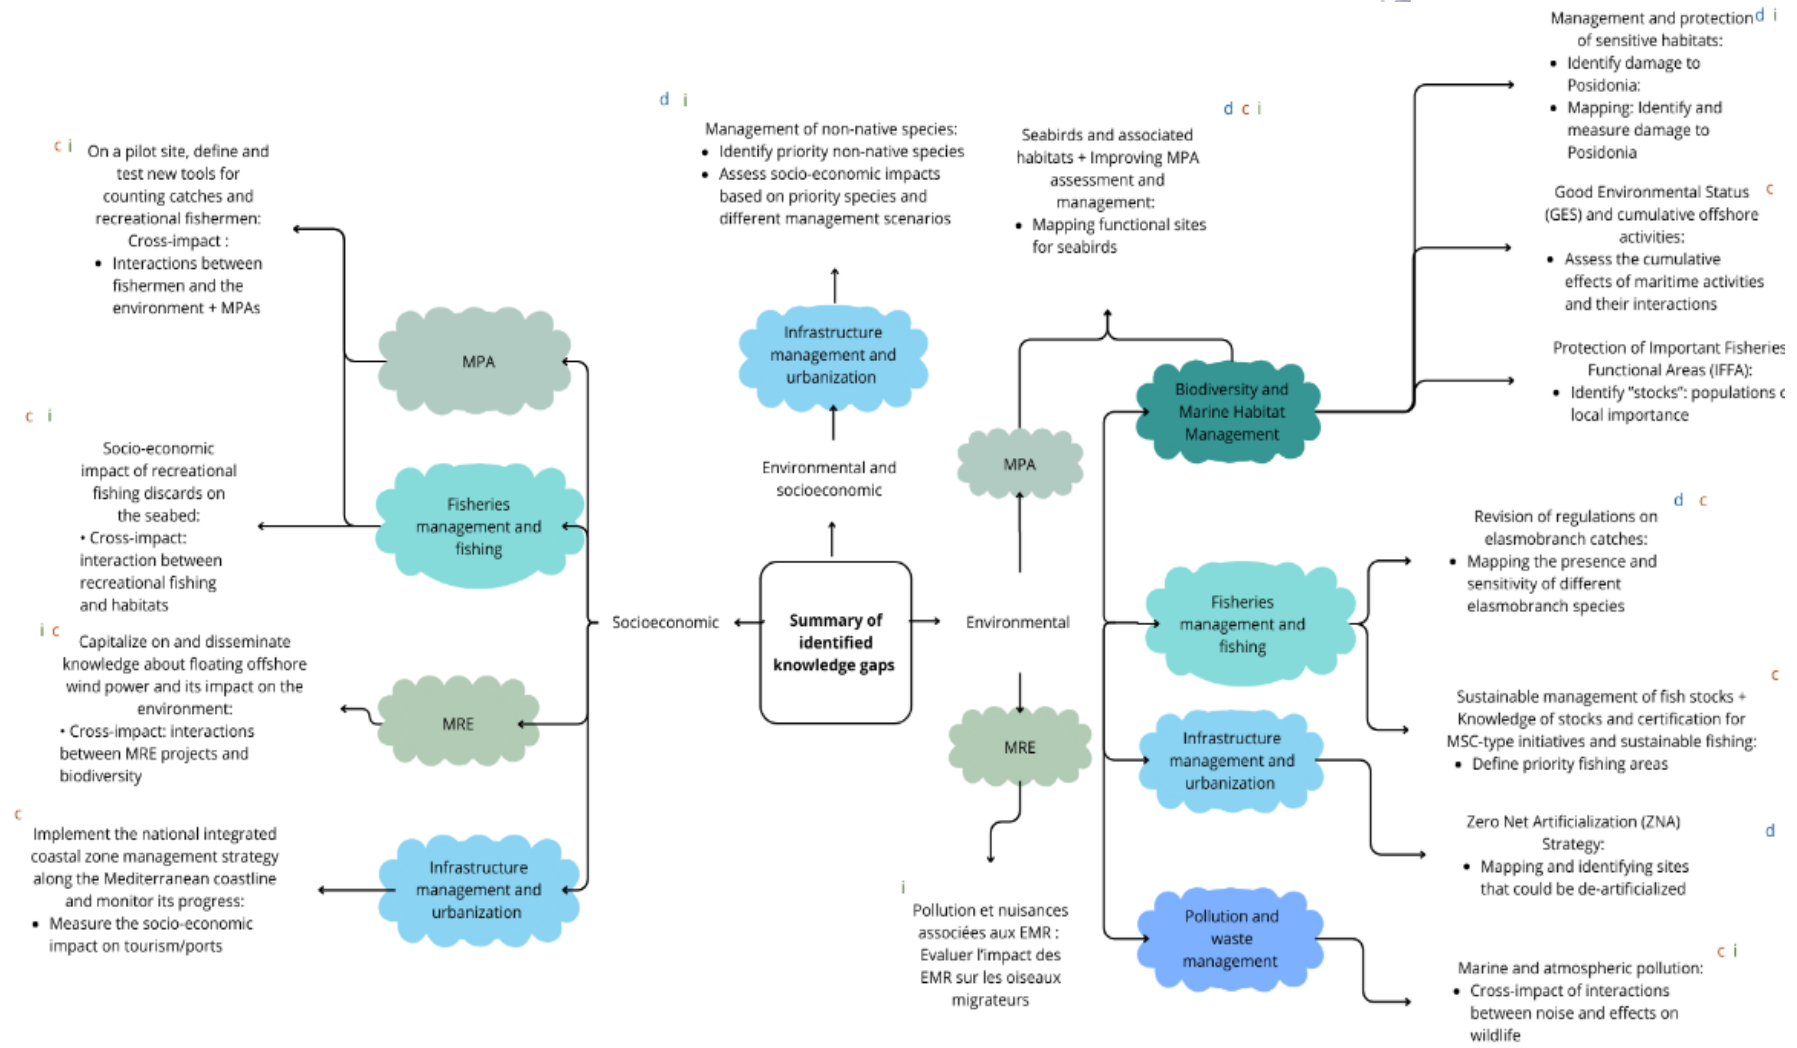 d i
Management and protection
of sensitive habitats:
• Identify damage to
Posidonia:
• Mapping: Identify and
measure damage to
Posidonia
c
Good Environmental Status
(GES) and cumulative offshore
activities:
• Assess the cumulative
effects of maritime activities
and their interactions
Protection of Important Fisheries
Functional Areas (IFFA):
• Identify “stocks”: populations
local importance
d i
Management of non-native species:
• Identify priority non-native species
• Assess socio-economic impacts
based on priority species and
different management scenarios
d c i
Seabirds and associated
habitats + Improving MPA
assessment and
management:
• Mapping functional sites
for seabirds
c i
On a pilot site, define and
test new tools for
counting catches and
recreational fishermen:
Cross-impact :
• Interactions between
fishermen and the
environment + MPAs
MPA
Infrastructure
management and
urbanization
Biodiversity and
Marine Habitat
Management
MPA
Environmental and
socioeconomic
c i
Socio-economic
impact of recreational
fishing discards on
the seabed:
• Cross-impact:
interaction between
recreational fishing
and habitats
Fisheries
management and
fishing
d c
Revision of regulations on
elasmobranch catches:
• Mapping the presence and
sensitivity of different
elasmobranch species
Fisheries
management and
fishing
Socioeconomic
Summary of
identified
knowledge gaps
Environmental
i c
Capitalize on and disseminate
knowledge about floating offshore
wind power and its impact on the
environment:
• Cross-impact: interactions
between MRE projects and
biodiversity
MRE
MRE
c
Sustainable management of fish stocks +
Knowledge of stocks and certification for
MSC-type initiatives and sustainable fishing:
• Define priority fishing areas
Infrastructure
management and
urbanization
c
Implement the national integrated
coastal zone management strategy
along the Mediterranean coastline
and monitor its progress:
• Measure the socio-economic
impact on tourism/ports
Infrastructure
management and
urbanization
d
Zero Net Artificialization (ZNA)
Strategy:
• Mapping and identifying sites
that could be de-artificialized
i
Pollution et nuisances
associées aux EMR :
Evaluer l'impact des
EMR sur les oiseaux
migrateurs
Pollution and
waste
management
c i
Marine and atmospheric pollution:
• Cross-impact of interactions
between noise and effects on
wildlife